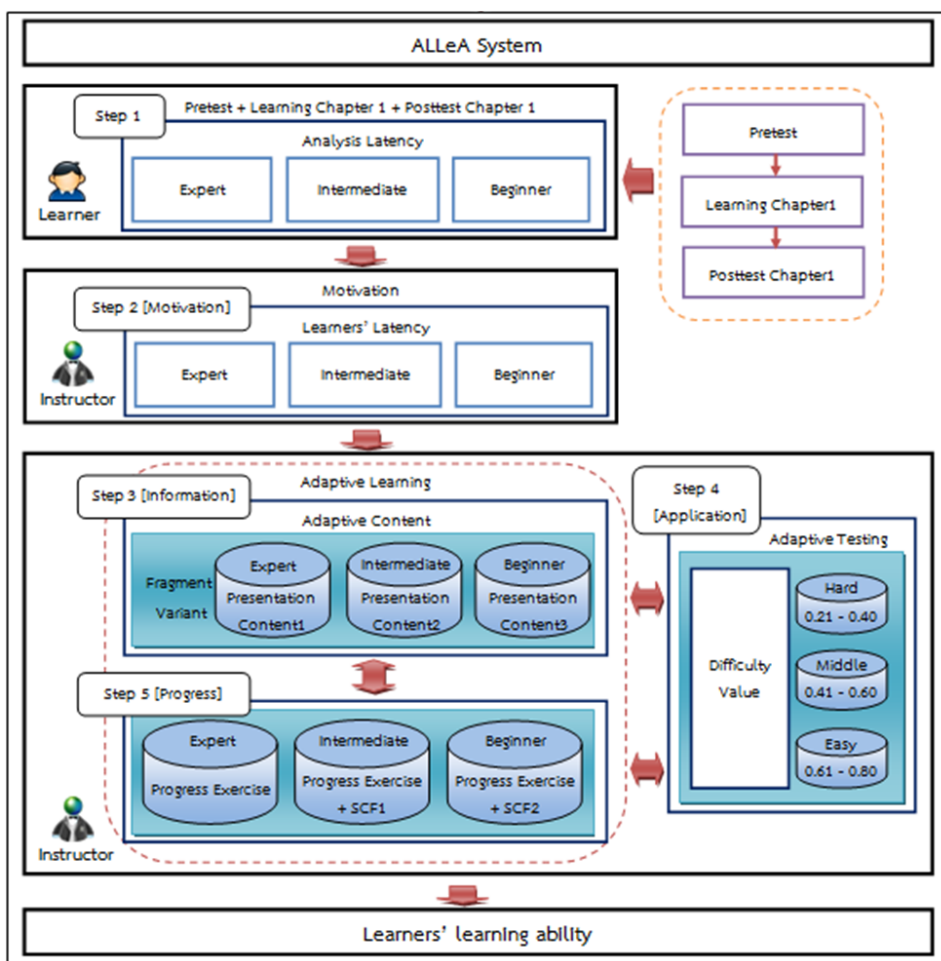 ALLeA System
Step 1
Pretest + Learning Chapter 1 + Posttest Chapter 1
Analysis Latency
Expert
Intermediate
Beginner
Learner
Pretest
Learning Chapter1
Posttest Chapter1
Step 2 [Motivation]
Motivation
Learners' Latency
Expert
Intermediate
Beginner
Instructor
Step 3 [Information]
Adaptive Learning
Adaptive Content
Fragment
Variant
Expert
Presentation
Content1
Intermediate
Presentation
Content2
Beginner
Presentation
Content3
Step 4
[Application]
Adaptive Testing
Difficulty
Value
Hard
0.21 - 0.40
Middle
0.41 - 0.60
Easy
0.61 - 0.80
Step 5 [Progress]
Expert
Progress Exercise
Intermediate
Progress Exercise
+ SCF1
Beginner
Progress Exercise
+ SCF2
Instructor
Learners' learning ability